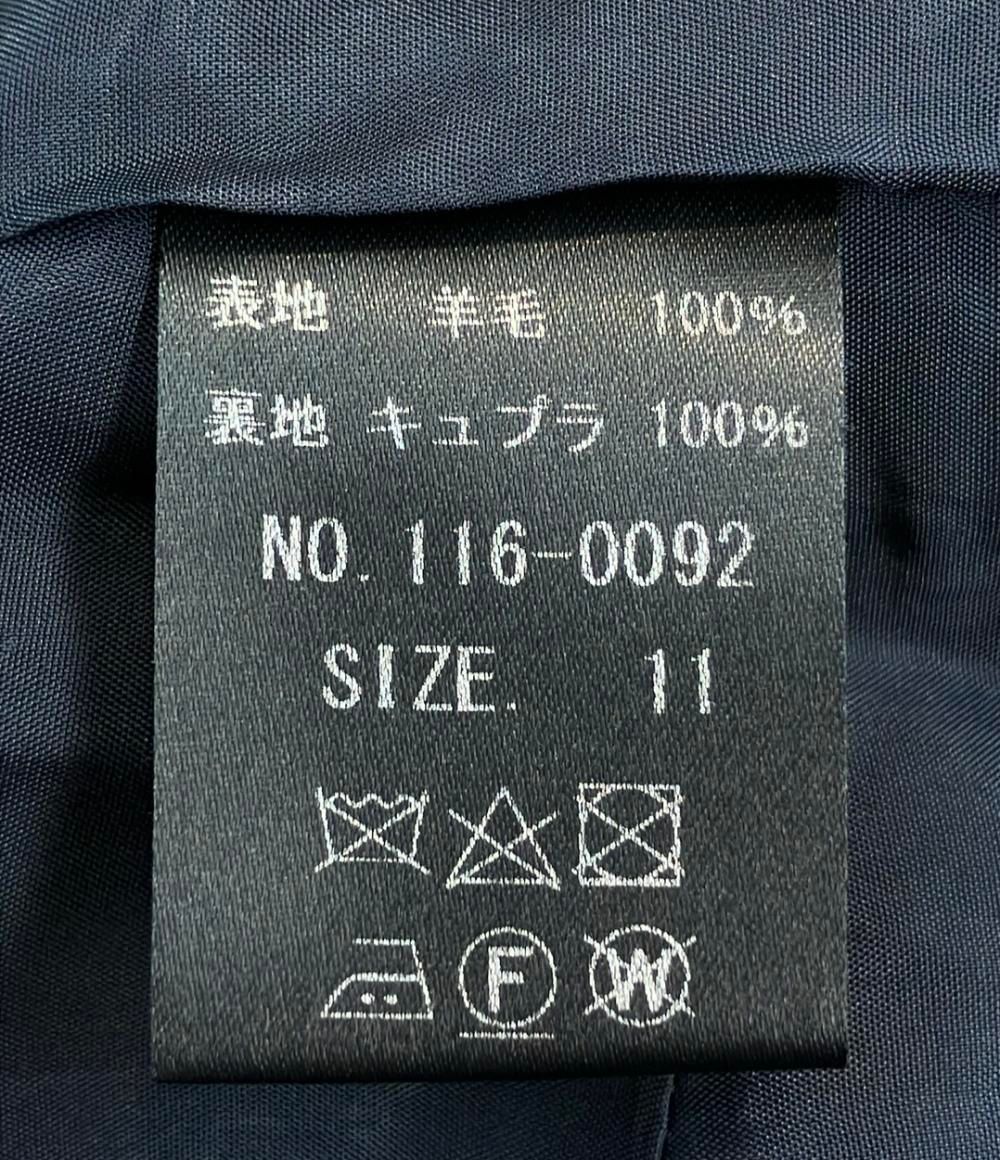 表地 羊毛 100%
裏地 キュプラ 100%
NO. 116-0092
SIZE. 11
F W